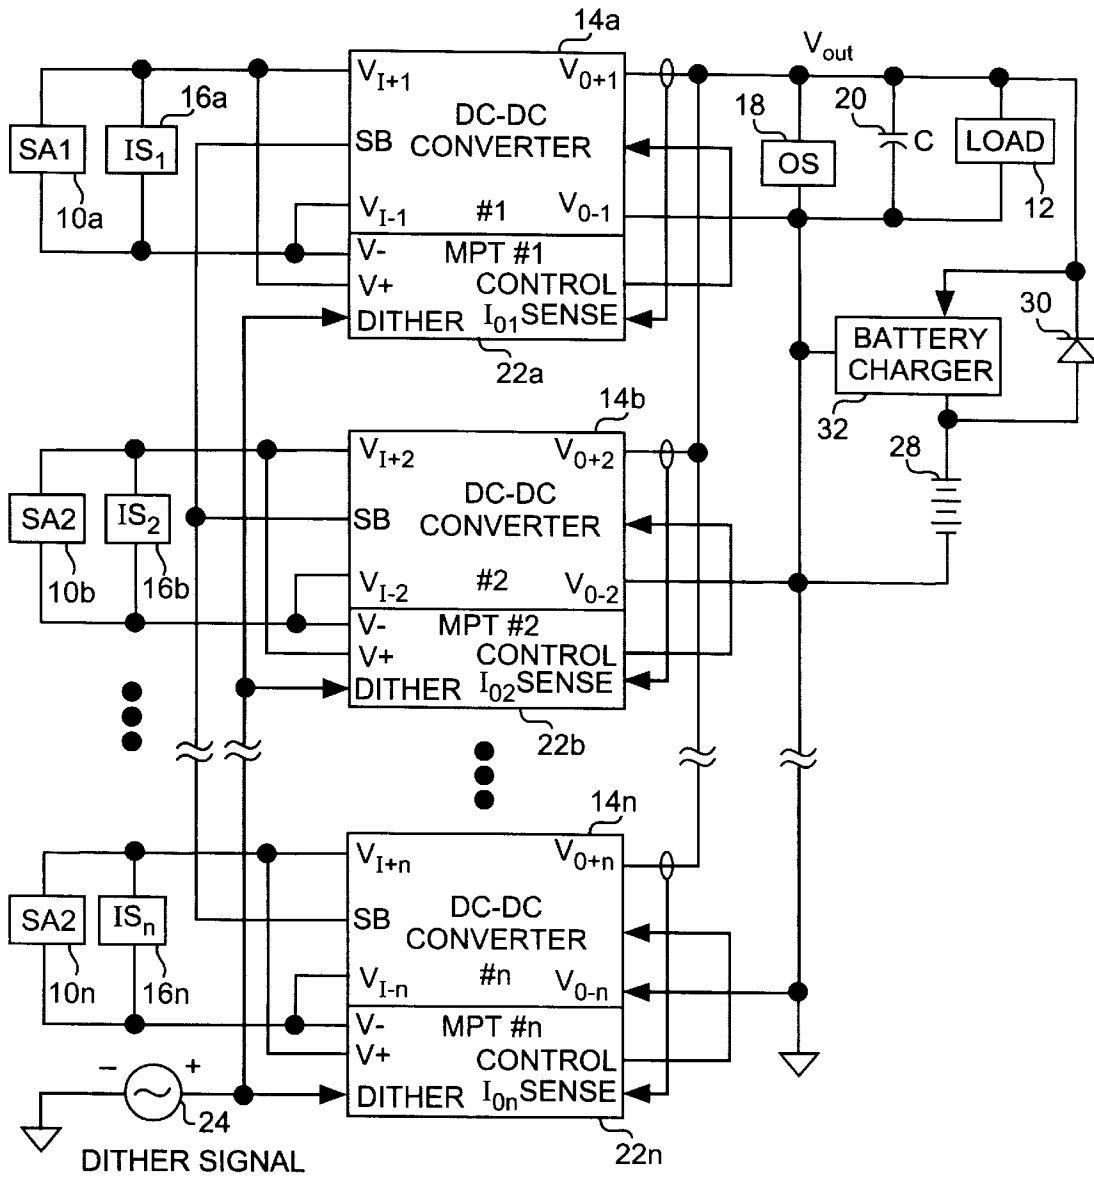 14a
V_out
V_I+1
V_0+1
16a
20
18
DC-DC
CONVERTER
SA1
IS_1
SB
OS
C
LOAD
10a
12
V_I-1
#1
V_0-1
V-
MPT #1
V+
CONTROL
DITHER
I_01 SENSE
22a
BATTERY
CHARGER
30
32
14b
V_I+2
V_0+2
28
DC-DC
CONVERTER
SA2
IS_2
SB
10b
16b
V_I-2
#2
V_0-2
V-
MPT #2
V+
CONTROL
DITHER
I_02 SENSE
22b
14n
V_I+n
V_0+n
SA2
IS_n
SB
DC-DC
CONVERTER
10n
16n
V_I-n
#n
V_0-n
V-
MPT #n
V+
CONTROL
DITHER
I_0n SENSE
– +
24
22n
DITHER SIGNAL